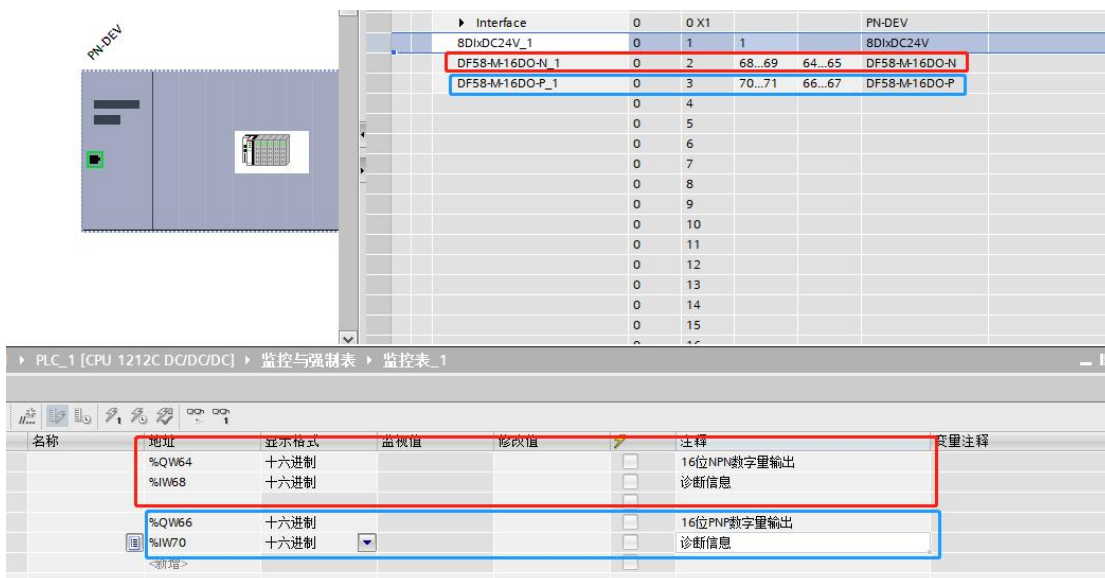 PN-DEV
Interface 0 0 X1 PN-DEV
8DIxDC24V_1 0 1 1 8DIxDC24V
DF58-M-16DO-N_1 0 2 68...69 64...65 DF58-M-16DO-N
DF58-M-16DO-P_1 0 3 70...71 66...67 DF58-M-16DO-P
0 4
0 5
0 6
0 7
0 8
0 9
0 10
0 11
0 12
0 13
0 14
0 15
PLC_1 [CPU 1212C DC/DC/DC] 监控与强制表 监控表_1
名称 地址 显示格式 监视值 修改值 注释 变量注释
%QW64 十六进制 16位NPN数字量输出
%IW68 十六进制 诊断信息
%QW66 十六进制 16位PNP数字量输出
%IW70 十六进制 诊断信息
<新增>